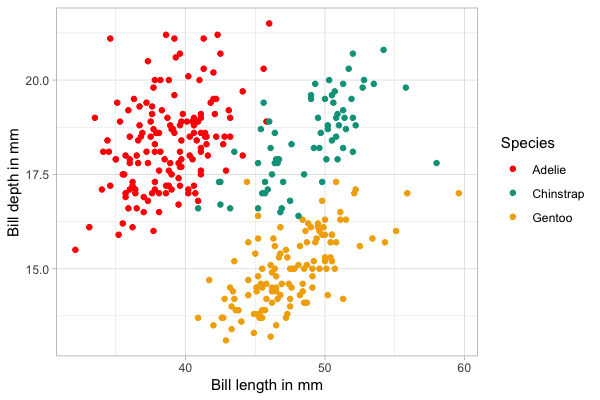 20.0
17.5
15.0
Bill depth in mm
40
50
60
Bill length in mm
Species
Adelie
Chinstrap
Gentoo